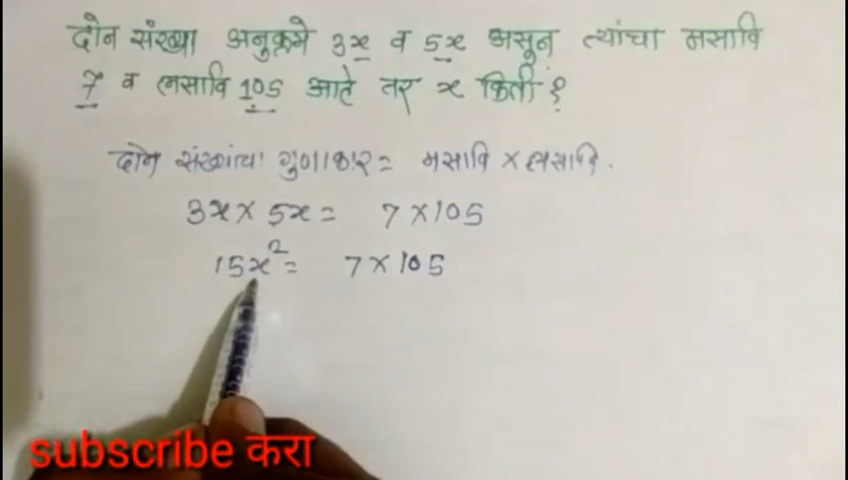 दोन संख्या अनुक्रमे 3x व 5x असून त्यांचा मसावि
7 व लसावि 105 आहे तर x किती?
दोन संख्यांचा गुणाकार = मसावि × लसावि.
3x × 5x = 7 × 105
15x² = 7 × 105
subscribe करा